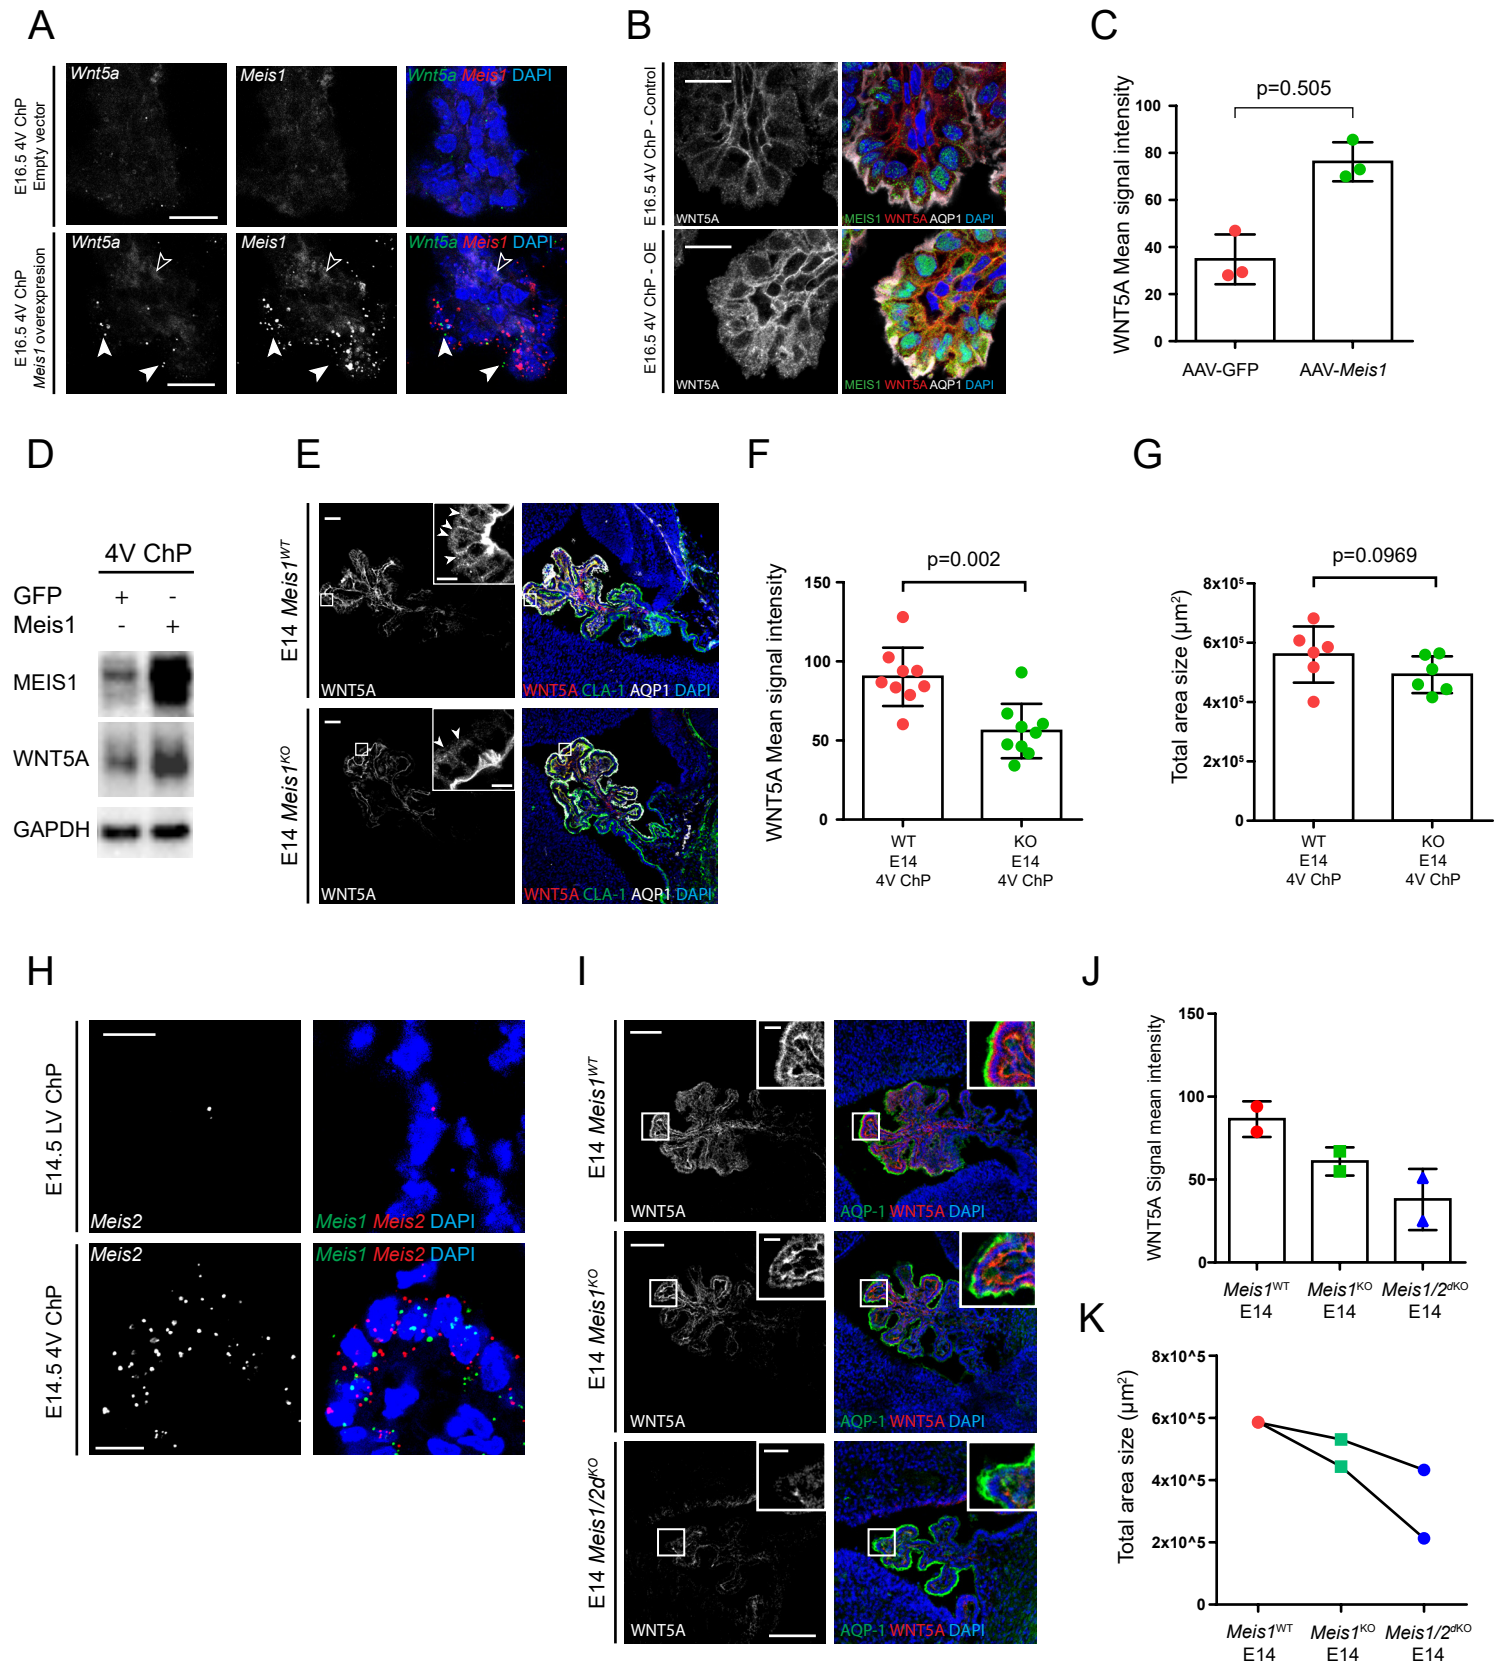 A
E16.5 4V ChP
Empty vector
Wnt5a
Meis1
Wnt5a Meis1 DAPI
E16.5 4V ChP
Meis1 overexpresion
Wnt5a
Meis1
Wnt5a Meis1 DAPI
B
E16.5 4V ChP - Control
WNT5A
MEIS1 WNT5A AQP1 DAPI
E16.5 4V ChP - OE
WNT5A
MEIS1 WNT5A AQP1 DAPI
C
p=0.505
WNT5A Mean signal intensity
100
80
60
40
20
0
AAV-GFP
AAV-Meis1
D
4V ChP
GFP + -
Meis1 - +
MEIS1
WNT5A
GAPDH
E
E14 Meis1WT
WNT5A
WNT5A CLA-1 AQP1 DAPI
E14 Meis1KO
WNT5A
WNT5A CLA-1 AQP1 DAPI
F
p=0.002
WNT5A Mean signal intensity
150
100
50
0
WT
E14
4V ChP
KO
E14
4V ChP
G
p=0.0969
Total area size (µm²)
8x10⁵
6x10⁵
4x10⁵
2x10⁵
0
WT
E14
4V ChP
KO
E14
4V ChP
H
E14.5 LV ChP
Meis2
Meis1 Meis2 DAPI
E14.5 4V ChP
Meis2
Meis1 Meis2 DAPI
I
E14 Meis1WT
WNT5A
AQP-1 WNT5A DAPI
E14 Meis1KO
WNT5A
AQP-1 WNT5A DAPI
E14 Meis1/2dKO
WNT5A
AQP-1 WNT5A DAPI
J
WNT5A Signal mean intensity
150
100
50
0
Meis1WT
E14
Meis1KO
E14
Meis1/2dKO
E14
K
Total area size (µm²)
8x10^5
6x10^5
4x10^5
2x10^5
0
Meis1WT
E14
Meis1KO
E14
Meis1/2dKO
E14